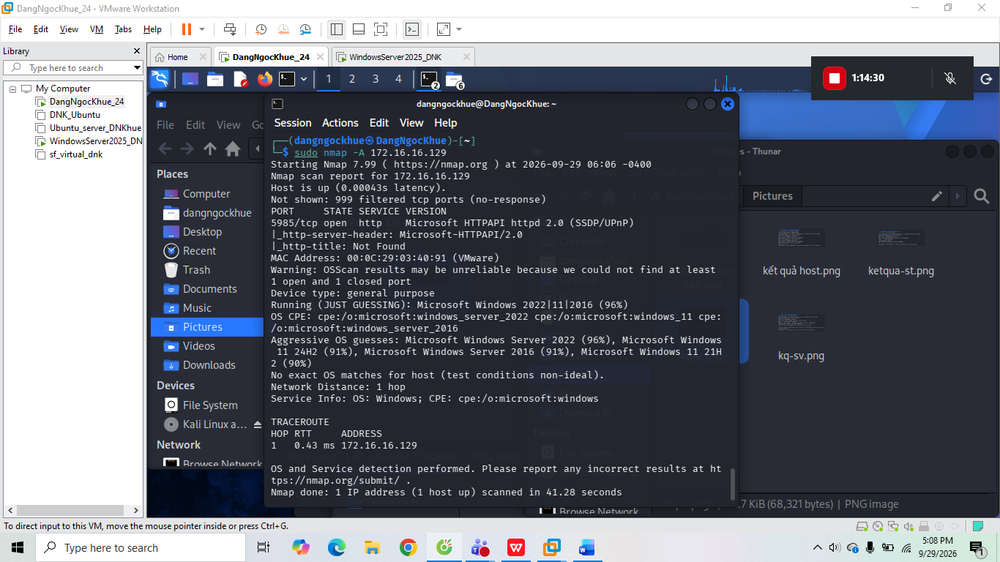 DangNgocKhue_24 - VMware Workstation
File Edit View VM Tabs Help
Library
Type here to search
My Computer
DangNgocKhue_24
DNK_Ubuntu
Ubuntu_server_DNKhue
WindowsServer2025_DN
sf_virtual_dnk
Home DangNgocKhue_24 WindowsServer2025_DNK
1 2 3 4 2 6
1:14:30
File Edit View Go
Places
Computer
dangngockhue
Desktop
Recent
Trash
Documents
Music
Pictures
Videos
Downloads
Devices
File System
Kali Linux a...
Network
Browse Network
dangngockhue@DangNgocKhue: ~
Session Actions Edit View Help
┌──(dangngockhue㉿DangNgocKhue)-[~]
└─$ sudo nmap -A 172.16.16.129
Starting Nmap 7.99 ( https://nmap.org ) at 2026-09-29 06:06 -0400
Nmap scan report for 172.16.16.129
Host is up (0.00043s latency).
Not shown: 999 filtered tcp ports (no-response)
PORT     STATE SERVICE VERSION
5985/tcp open  http    Microsoft HTTPAPI httpd 2.0 (SSDP/UPnP)
|_http-server-header: Microsoft-HTTPAPI/2.0
|_http-title: Not Found
MAC Address: 00:0C:29:03:40:91 (VMware)
Warning: OSScan results may be unreliable because we could not find at least
1 open and 1 closed port
Device type: general purpose
Running (JUST GUESSING): Microsoft Windows 2022|11|2016 (96%)
OS CPE: cpe:/o:microsoft:windows_server_2022 cpe:/o:microsoft:windows_11 cpe:
/o:microsoft:windows_server_2016
Aggressive OS guesses: Microsoft Windows Server 2022 (96%), Microsoft Windows
 11 24H2 (91%), Microsoft Windows Server 2016 (91%), Microsoft Windows 11 21H
2 (90%)
No exact OS matches for host (test conditions non-ideal).
Network Distance: 1 hop
Service Info: OS: Windows; CPE: cpe:/o:microsoft:windows
TRACEROUTE
HOP RTT     ADDRESS
1   0.43 ms 172.16.16.129
OS and Service detection performed. Please report any incorrect results at ht
tps://nmap.org/submit/ .
Nmap done: 1 IP address (1 host up) scanned in 41.28 seconds
Pictures - Thunar
Pictures
kết quả host.png
ketqua-st.png
kq-sv.png
Computer
Downloads
Devices
File System
Browse Network
7 KiB (68,321 bytes) | PNG image
To direct input to this VM, move the mouse pointer inside or press Ctrl+G.
Type here to search
5:08 PM
9/29/2026
1